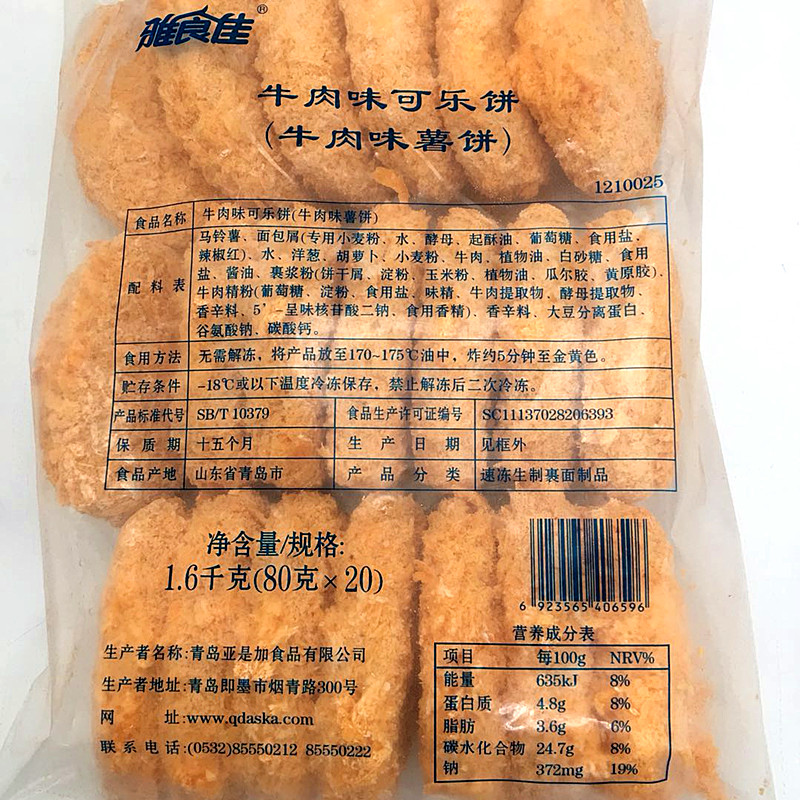 雅食佳®
牛肉味可乐饼
(牛肉味薯饼)
1210025
食品名称 牛肉味可乐饼(牛肉味薯饼)
配料表 马铃薯、面包屑(专用小麦粉、水、酵母、起酥油、葡萄糖、食用盐、
辣椒红)、水、洋葱、胡萝卜、小麦粉、牛肉、植物油、白砂糖、食用
盐、酱油、裹浆粉(饼干屑、淀粉、玉米粉、植物油、瓜尔胶、黄原胶)、
牛肉精粉(葡萄糖、淀粉、食用盐、味精、牛肉提取物、酵母提取物、
香辛料、5’-呈味核苷酸二钠、食用香精)、香辛料、大豆分离蛋白、
谷氨酸钠、碳酸钙。
食用方法 无需解冻，将产品放至170~175℃油中，炸约5分钟至金黄色。
贮存条件 -18℃或以下温度冷冻保存，禁止解冻后二次冷冻。
产品标准代号 SB/T 10379 食品生产许可证编号 SC11137028206393
保质期 十五个月 生产日期 见框外
食品产地 山东省青岛市 产品分类 速冻生制裹面制品
净含量/规格:
1.6千克(80克×20)
6 923565 406596
生产者名称:青岛亚是加食品有限公司
生产者地址:青岛即墨市烟青路300号
网址:www.qdaska.com
联系电话:(0532)85550212 85550222
营养成分表
项目 每100g NRV%
能量 635kJ 8%
蛋白质 4.8g 8%
脂肪 3.6g 6%
碳水化合物 24.7g 8%
钠 372mg 19%